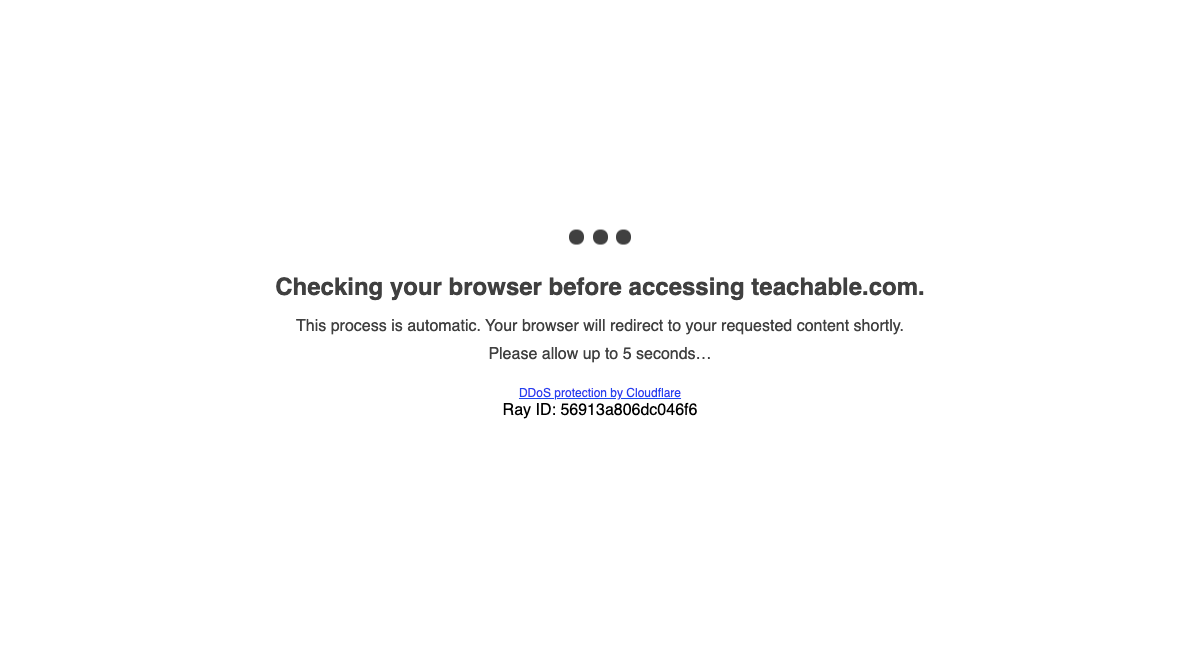 Checking your browser before accessing teachable.com.
This process is automatic. Your browser will redirect to your requested content shortly.
Please allow up to 5 seconds…
DDoS protection by Cloudflare
Ray ID: 56913a806dc046f6